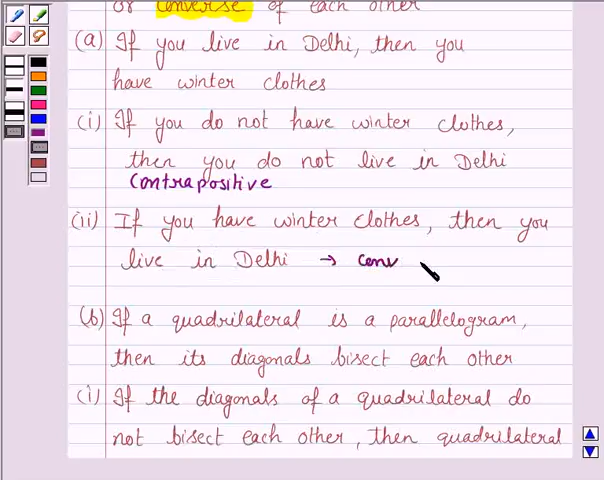 or converse of each other
(a) If you live in Delhi, then you
have winter clothes
(i) If you do not have winter clothes,
then you do not live in Delhi
Contrapositive
(ii) If you have winter clothes, then you
live in Delhi → conv
(b) If a quadrilateral is a parallelogram,
then its diagonals bisect each other
(i) If the diagonals of a quadrilateral do
not bisect each other, then quadrilateral